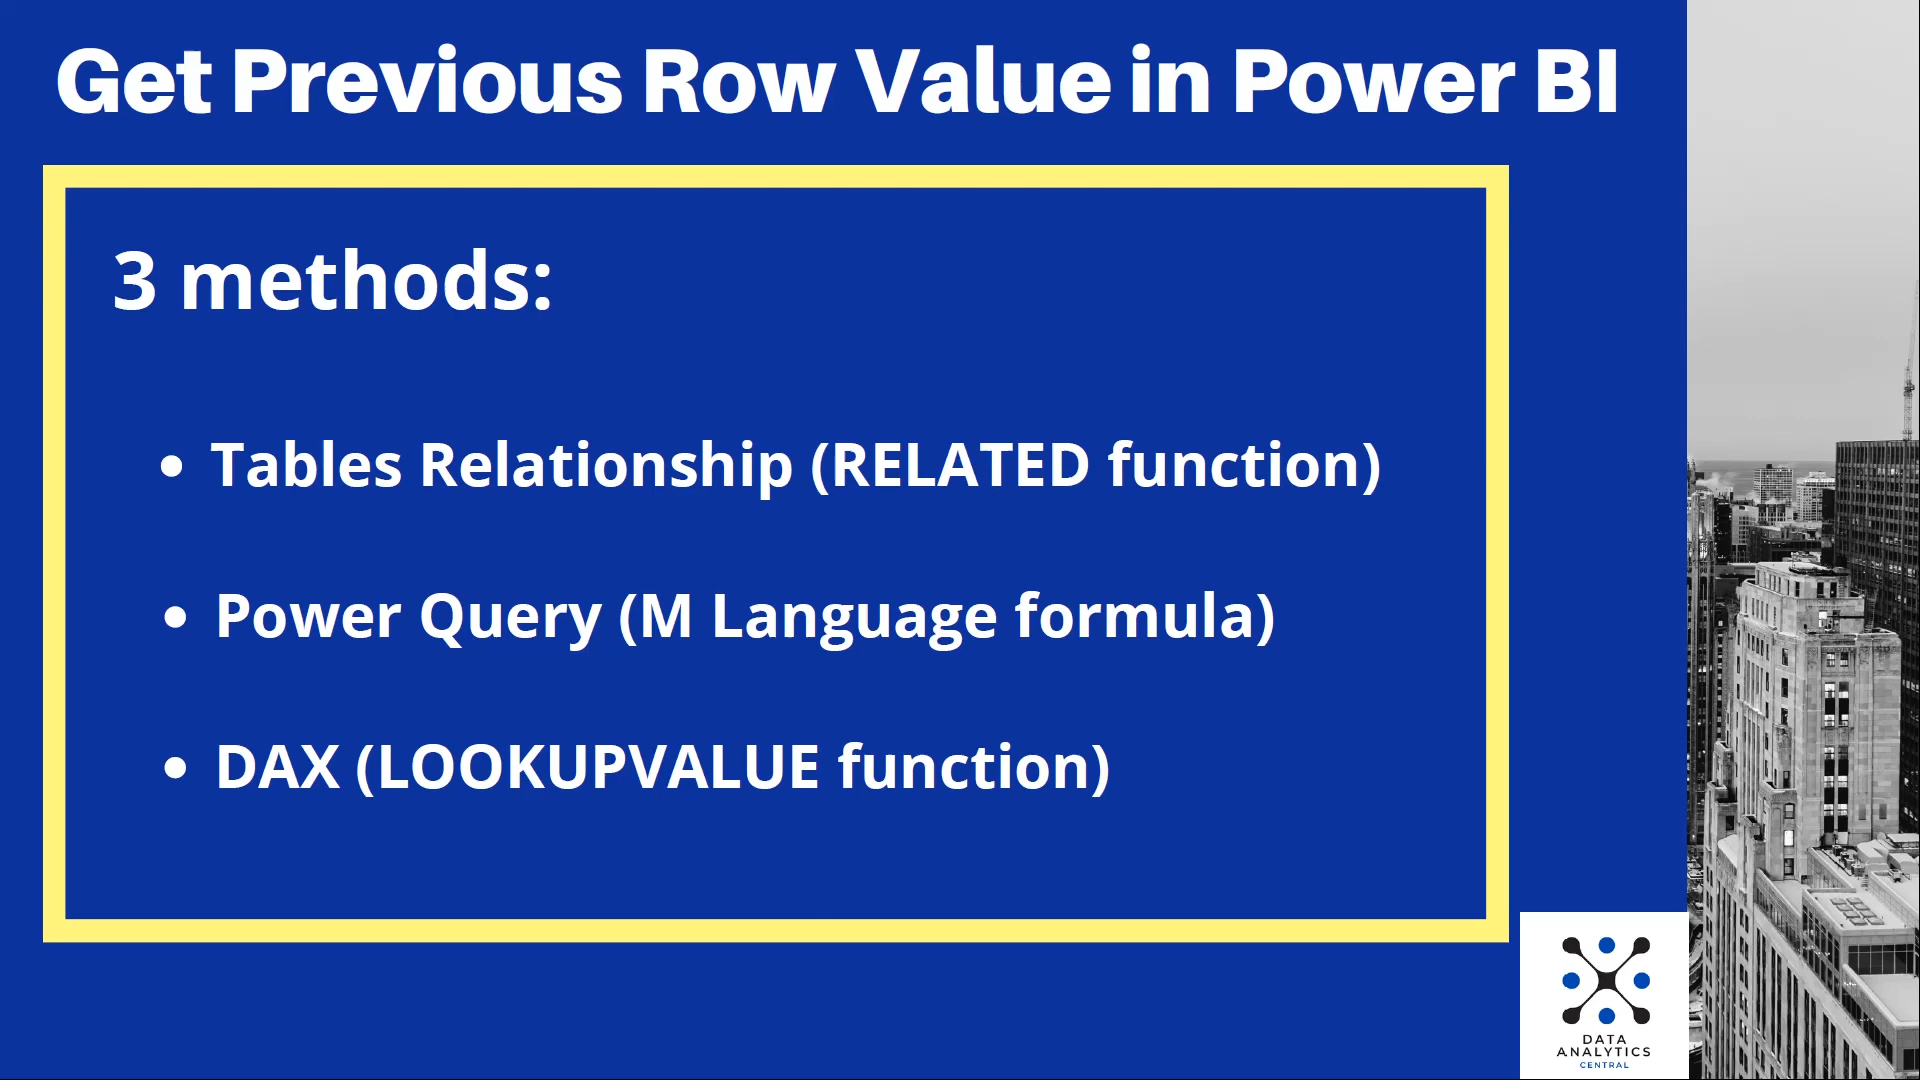 Get Previous Row Value in Power BI
3 methods:
• Tables Relationship (RELATED function)
• Power Query (M Language formula)
• DAX (LOOKUPVALUE function)
DATA
ANALYTICS
CENTRAL